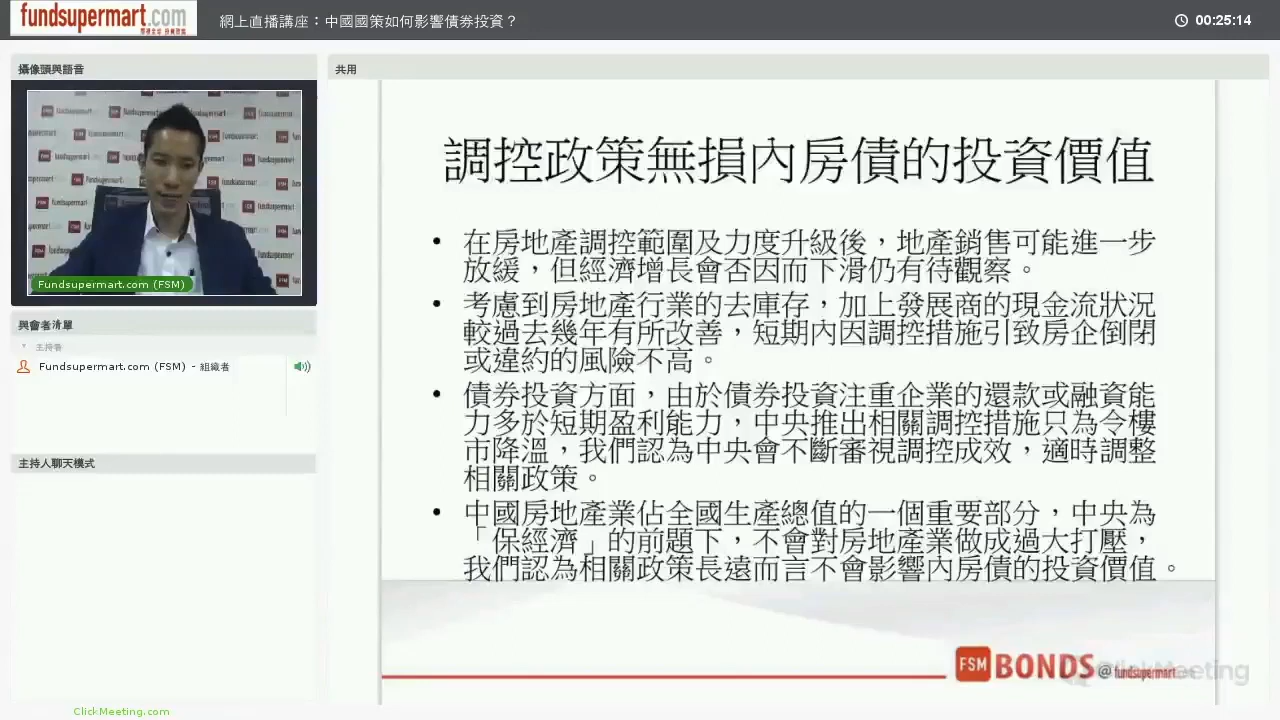 fundsupermart.com
網上直播講座：中國國策如何影響債券投資？
00:25:14
攝像頭與語音
共用
Fundsupermart.com (FSM)
與會者清單
主持者
Fundsupermart.com (FSM) - 組織者
主持人聊天模式
調控政策無損內房債的投資價值
• 在房地產調控範圍及力度升級後，地產銷售可能進一步
放緩，但經濟增長會否因而下滑仍有待觀察。
• 考慮到房地產行業的去庫存，加上發展商的現金流狀況
較過去幾年有所改善，短期內因調控措施引致房企倒閉
或違約的風險不高。
• 債券投資方面，由於債券投資注重企業的還款或融資能
力多於短期盈利能力，中央推出相關調控措施只為令樓
市降溫，我們認為中央會不斷審視調控成效，適時調整
相關政策。
• 中國房地產業佔全國生產總值的一個重要部分，中央為
「保經濟」的前題下，不會對房地產業做成過大打壓，
我們認為相關政策長遠而言不會影響內房債的投資價值。
FSM BONDS @ fundsupermart
ClickMeeting
ClickMeeting.com